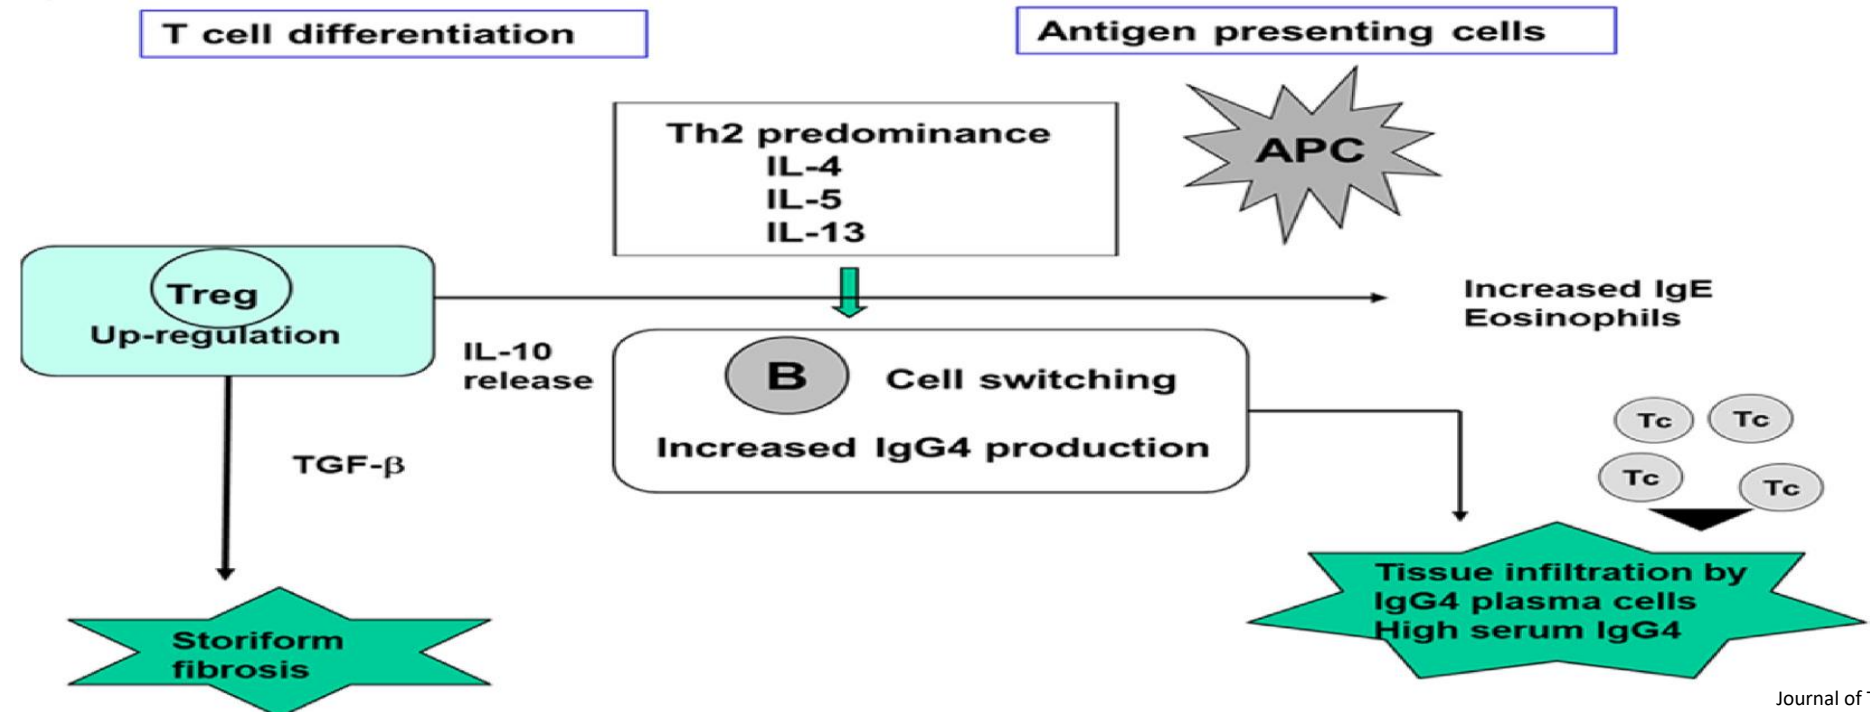 T cell differentiation
Antigen presenting cells
Th2 predominance
IL-4
IL-5
IL-13
APC
Treg
Up-regulation
IL-10
release
Increased IgE
Eosinophils
B Cell switching
Increased IgG4 production
TGF-β
Tc Tc
Tc Tc
Storiform
fibrosis
Tissue infiltration by
IgG4 plasma cells
High serum IgG4
Journal of